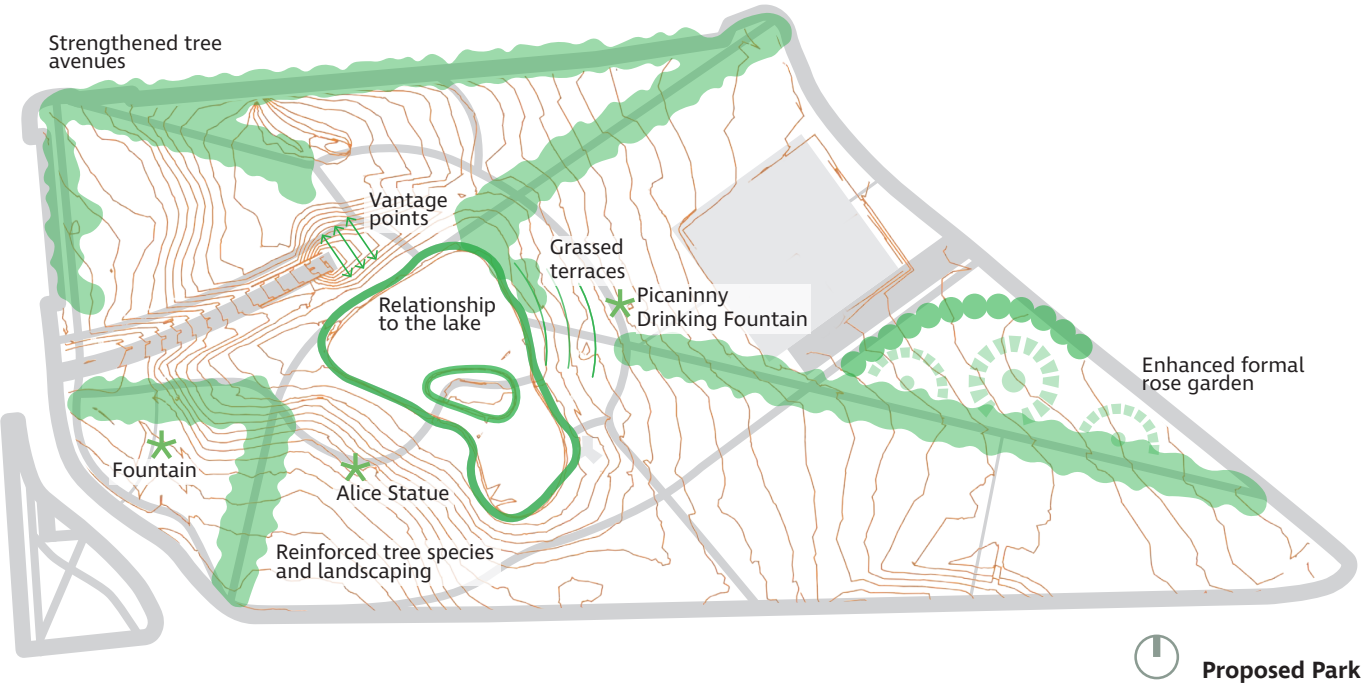 Strengthened tree
avenues
Vantage
points
Grassed
terraces
Relationship
to the lake
Picaninny
Drinking Fountain
Enhanced formal
rose garden
Fountain
Alice Statue
Reinforced tree species
and landscaping
Proposed Park